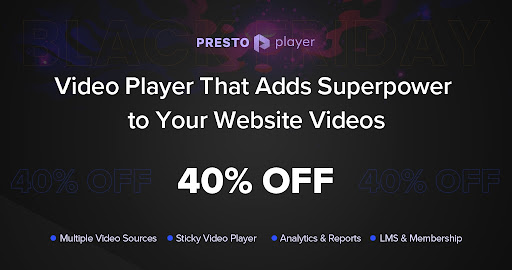 BLACK FRIDAY
PRESTO player
Video Player That Adds Superpower
to Your Website Videos
40% OFF 40% OFF 40% OFF
Multiple Video Sources Sticky Video Player Analytics & Reports LMS & Membership